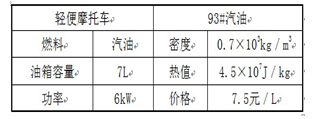 轻便摩托车 93#汽油
燃料 汽油 密度 0.7×10³kg/m³
油箱容量 7L 热值 4.5×10⁷J/kg
功率 6kW 价格 7.5元/L